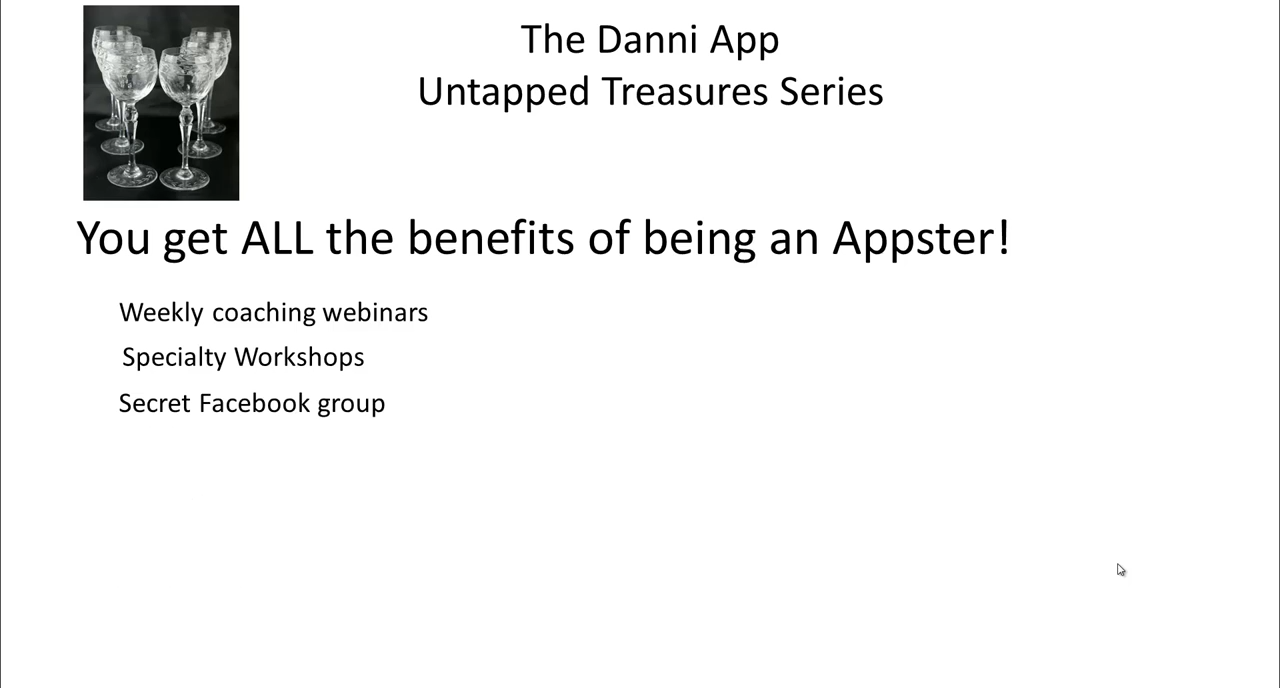 The Danni App
Untapped Treasures Series
You get ALL the benefits of being an Appster!
Weekly coaching webinars
Specialty Workshops
Secret Facebook group